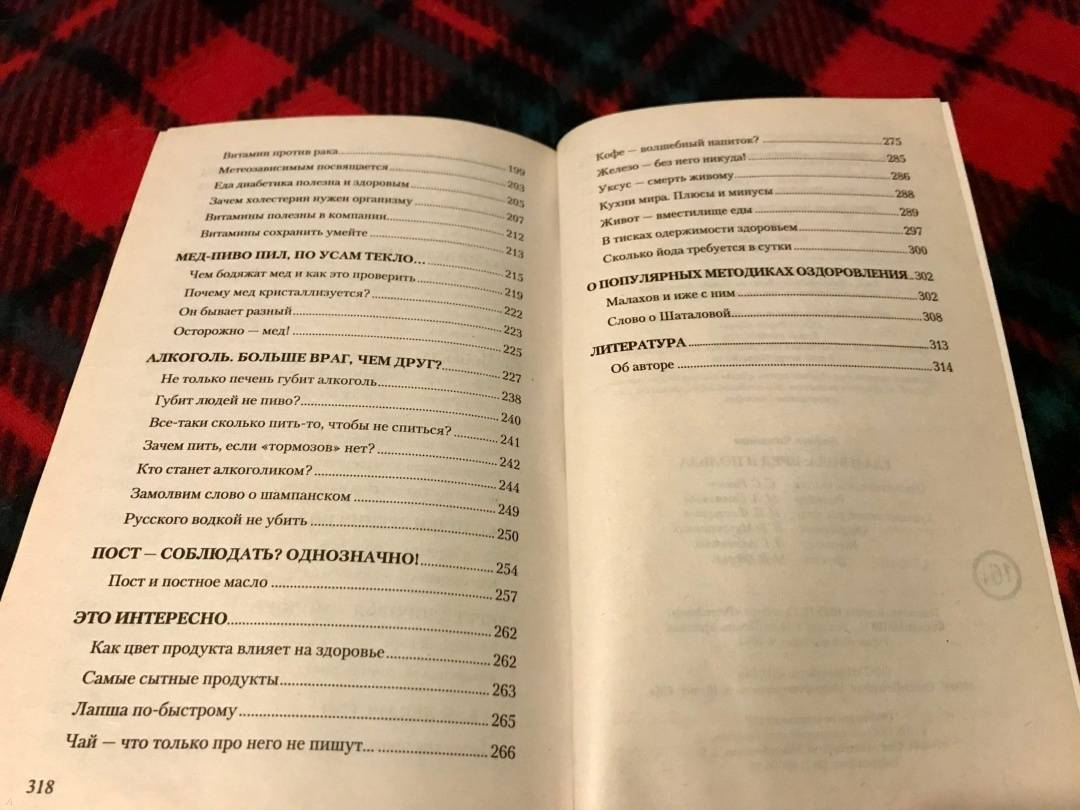 Витамин против рака...199
Метеозависимым посвящается...203
Еда диабетика полезна и здоровым...205
Зачем холестерин нужен организму...207
Витамины полезны в компании...212
Витамины сохранить умейте...213
МЕД-ПИВО ПИЛ, ПО УСАМ ТЕКЛО...215
Чем бодяжат мед и как это проверить...219
Почему мед кристаллизуется?...222
Он бывает разный...223
Осторожно — мед!...225
АЛКОГОЛЬ. БОЛЬШЕ ВРАГ, ЧЕМ ДРУГ?...227
Не только печень губит алкоголь...238
Губит людей не пиво?...240
Все-таки сколько пить-то, чтобы не спиться?...241
Зачем пить, если «тормозов» нет?...242
Кто станет алкоголиком?...244
Замолвим слово о шампанском...249
Русского водкой не убить...250
ПОСТ — СОБЛЮДАТЬ? ОДНОЗНАЧНО!...254
Пост и постное масло...257
ЭТО ИНТЕРЕСНО...262
Как цвет продукта влияет на здоровье...262
Самые сытные продукты...263
Лапша по-быстрому...265
Чай — что только про него не пишут...266
318
Кофе — волшебный напиток?...275
Железо — без него никуда!...285
Уксус — смерть живому...286
Кухни мира. Плюсы и минусы...288
Живот — вместилище еды...289
В тисках одержимости здоровьем...297
Сколько йода требуется в сутки...300
О ПОПУЛЯРНЫХ МЕТОДИКАХ ОЗДОРОВЛЕНИЯ...302
Малахов и иже с ним...302
Слово о Шаталовой...308
ЛИТЕРАТУРА...313
Об авторе...314